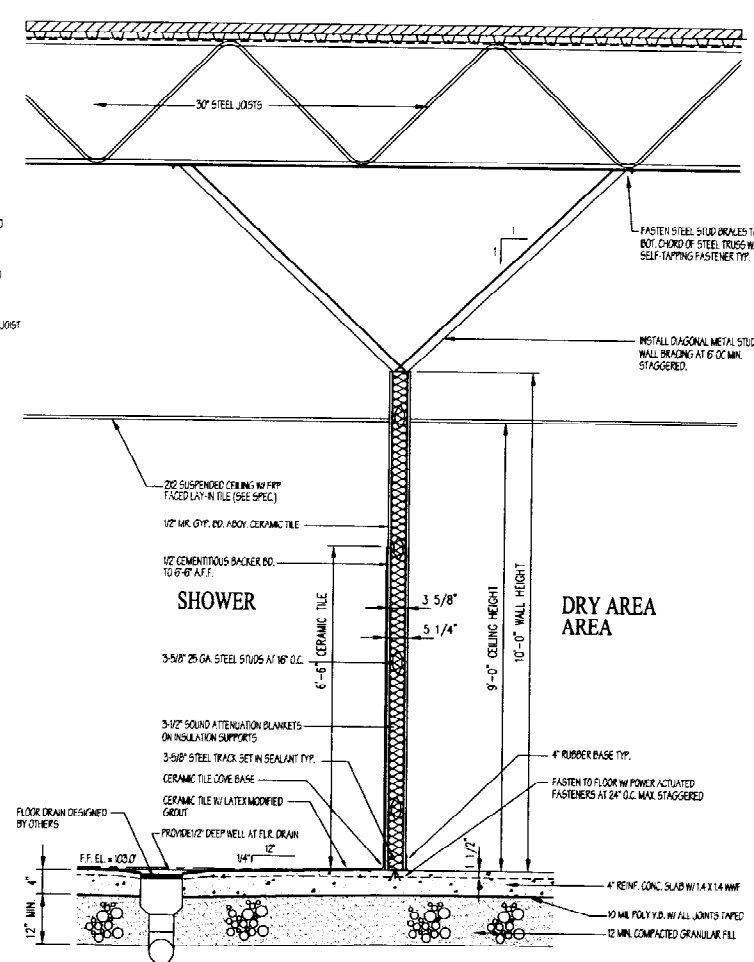 30" STEEL JOISTS
JOIST
1
1
FASTEN STEEL STUD BRACES
BOT. CHORD OF STEEL TRUSS
SELF-TAPPING FASTENER TYP.
INSTALL DIAGONAL METAL STUD
WALL BRACING AT 6' OC MIN.
STAGGERED.
2X2 SUSPENDED CEILING W/ FRP
FACED LAY-IN TILE (SEE SPEC.)
1/2" MR. GYP. BD. ABOV. CERAMIC TILE
1/2" CEMENTITIOUS BACKER BD.
TO 6'-6" A.F.F.
SHOWER
6'-6" CERAMIC TILE
3 5/8"
5 1/4"
9'-0" CEILING HEIGHT
10'-0" WALL HEIGHT
DRY AREA
AREA
3-5/8" 25 GA. STEEL STUDS AT 16" O.C.
3-1/2" SOUND ATTENUATION BLANKETS
ON INSULATION SUPPORTS
3-5/8" STEEL TRACK SET IN SEALANT TYP.
CERAMIC TILE COVE BASE
CERAMIC TILE W/ LATEX MODIFIED
GROUT
4" RUBBER BASE TYP.
FASTEN TO FLOOR W/ POWER ACTUATED
FASTENERS AT 24" O.C. MAX. STAGGERED
FLOOR DRAIN DESIGNED
BY OTHERS
PROVIDE 1/2" DEEP WELL AT FLR. DRAIN
F.F. EL. = 103.0'
1/4"
12"
1/2"
4"
12" MIN.
4" REINF. CONC. SLAB W/ 1.4 X 1.4 WWF
10 MIL POLY V.B. W/ ALL JOINTS TAPED
12 MIN. COMPACTED GRANULAR FILL